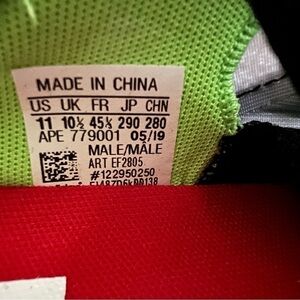 MADE IN CHINA
US UK FR JP CHN
11 10½ 45⅓ 290 280
APE 779001 05/19
MALE/MÂLE
ART EF2805
#122950250